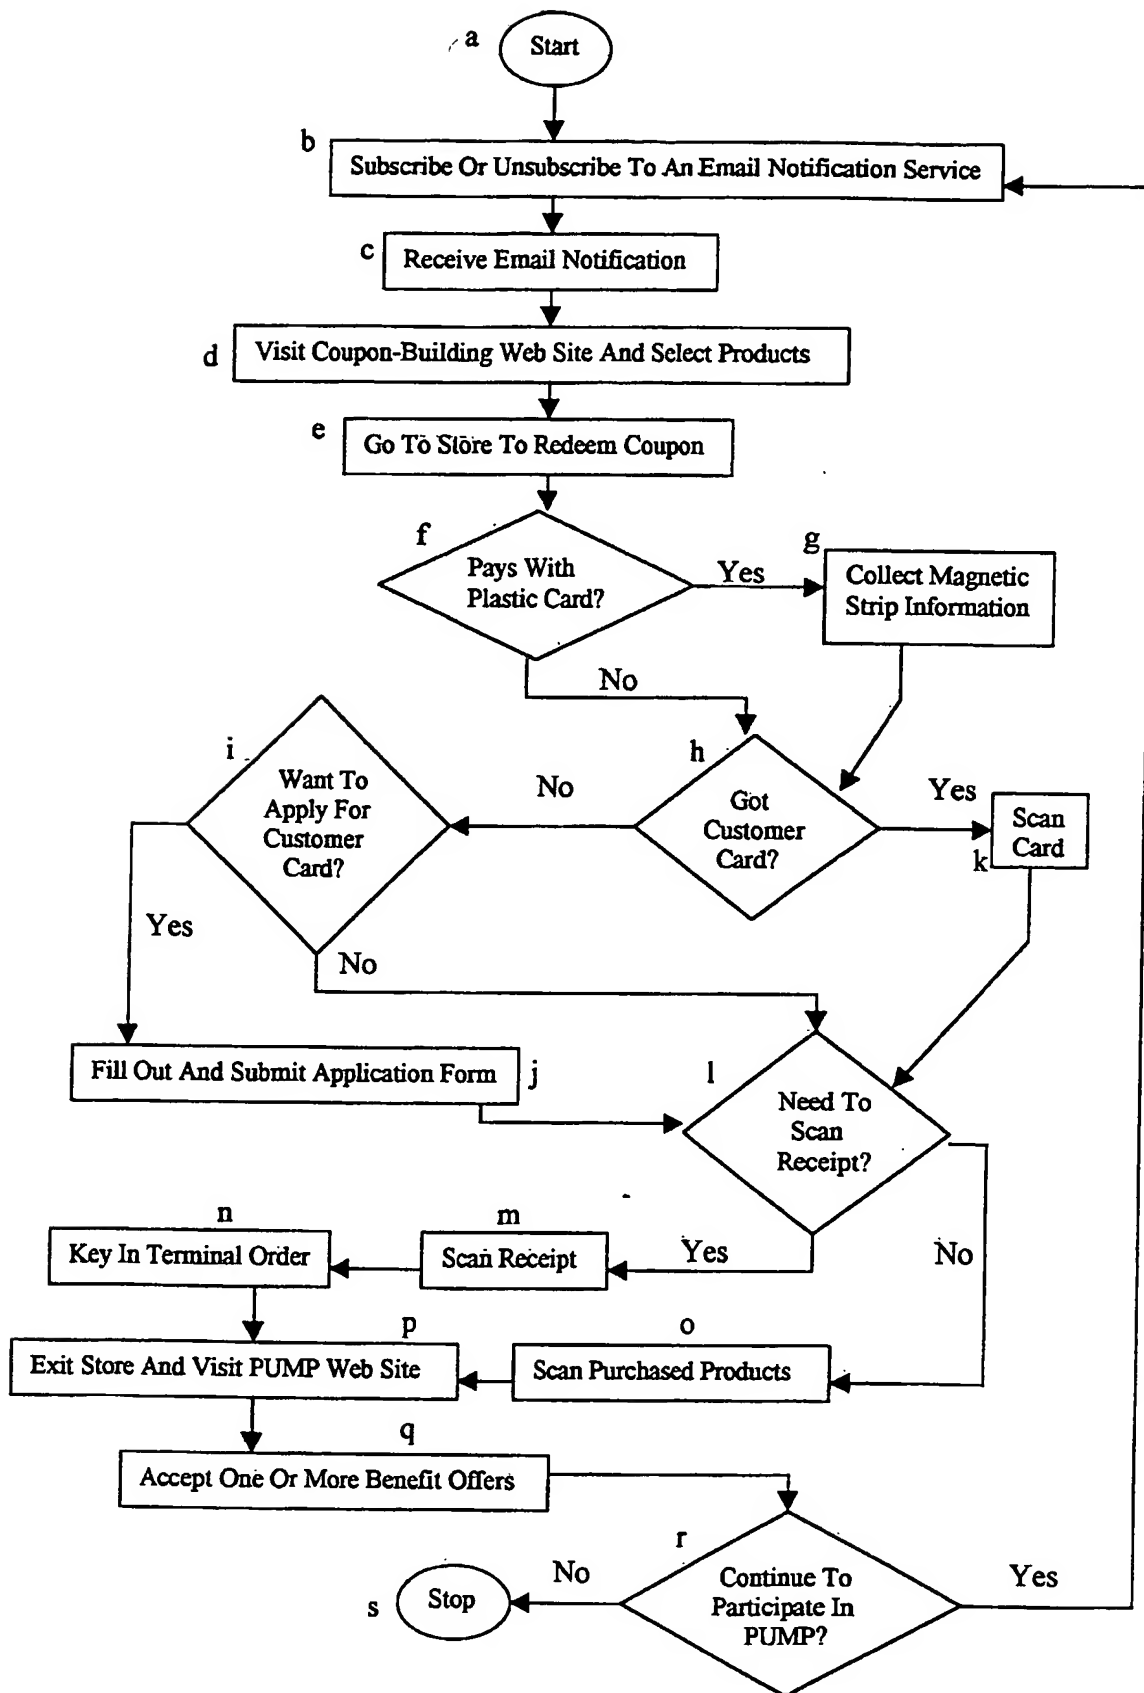 a
Start
b
Subscribe Or Unsubscribe To An Email Notification Service
c
Receive Email Notification
d
Visit Coupon-Building Web Site And Select Products
e
Go To Store To Redeem Coupon
f
Pays With
Plastic Card?
Yes
g
Collect Magnetic
Strip Information
No
h
Got
Customer
Card?
No
Yes
i
Want To
Apply For
Customer
Card?
Scan
Card
k
Yes
No
Fill Out And Submit Application Form
j
l
Need To
Scan
Receipt?
n
Key In Terminal Order
m
Scan Receipt
Yes
No
p
Exit Store And Visit PUMP Web Site
o
Scan Purchased Products
q
Accept One Or More Benefit Offers
r
Continue To
Participate In
PUMP?
No
Yes
s
Stop